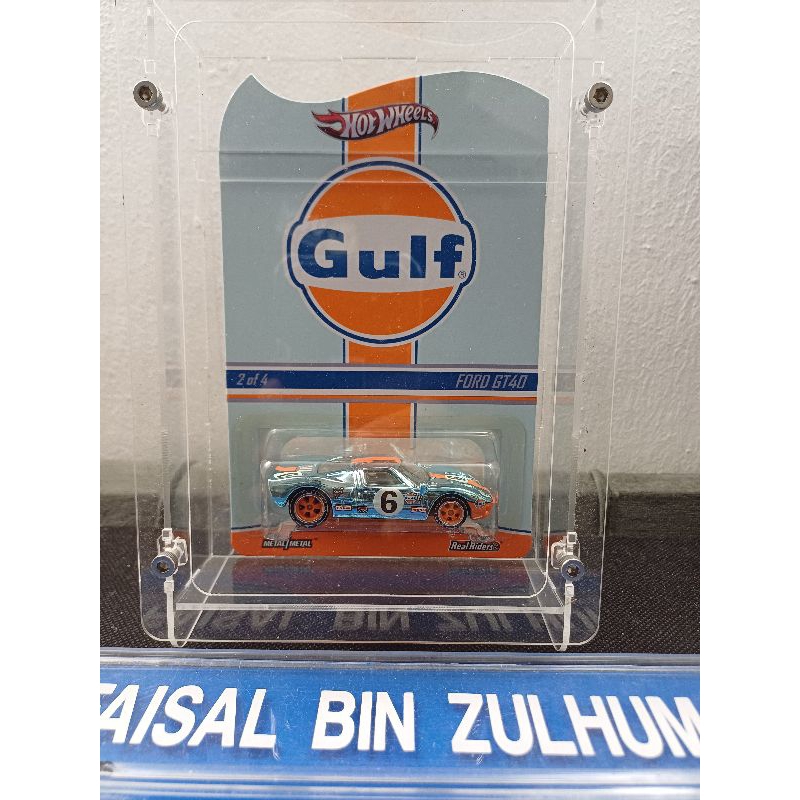 HOT WHEELS
Gulf
2 of 4 FORD GT40
6
METAL/METAL Real Riders
FAISAL BIN ZULHUM